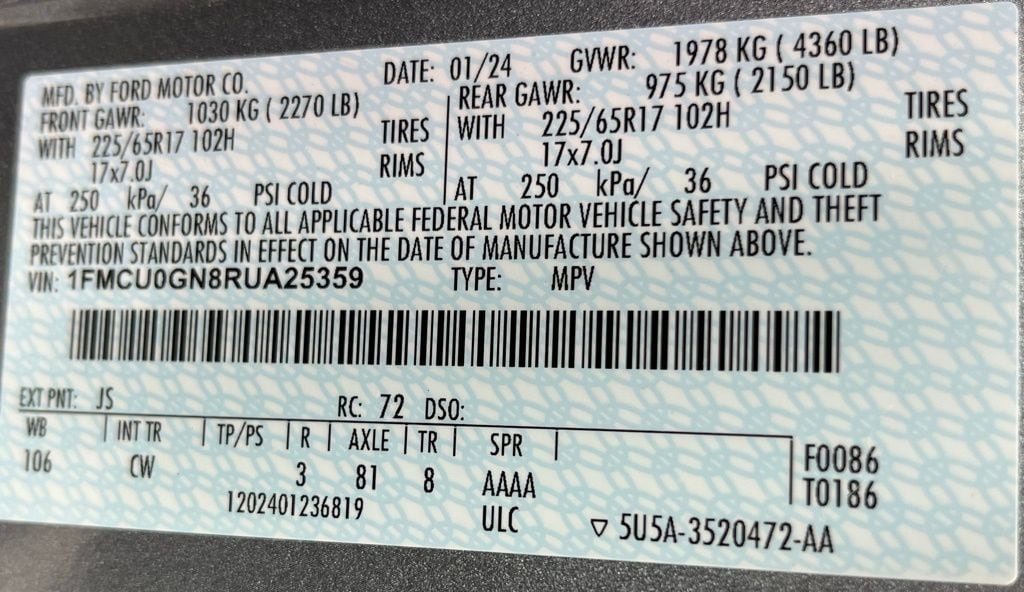 MFD. BY FORD MOTOR CO. DATE: 01/24 GVWR: 1978 KG ( 4360 LB)
FRONT GAWR: 1030 KG ( 2270 LB) REAR GAWR: 975 KG ( 2150 LB)
WITH 225/65R17 102H TIRES WITH 225/65R17 102H TIRES
17x7.0J RIMS 17x7.0J RIMS
AT 250 kPa/ 36 PSI COLD AT 250 kPa/ 36 PSI COLD
THIS VEHICLE CONFORMS TO ALL APPLICABLE FEDERAL MOTOR VEHICLE SAFETY AND THEFT
PREVENTION STANDARDS IN EFFECT ON THE DATE OF MANUFACTURE SHOWN ABOVE.
VIN: 1FMCU0GN8RUA25359 TYPE: MPV
EXT PNT: JS RC: 72 DSO:
WB | INT TR | TP/PS | R | AXLE | TR | SPR | F0086
106 CW 3 81 8 AAAA T0186
1202401236819 ULC ▽ 5U5A-3520472-AA